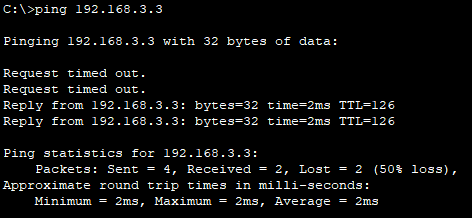 C:\>ping 192.168.3.3
Pinging 192.168.3.3 with 32 bytes of data:
Request timed out.
Request timed out.
Reply from 192.168.3.3: bytes=32 time=2ms TTL=126
Reply from 192.168.3.3: bytes=32 time=2ms TTL=126
Ping statistics for 192.168.3.3:
    Packets: Sent = 4, Received = 2, Lost = 2 (50% loss),
Approximate round trip times in milli-seconds:
    Minimum = 2ms, Maximum = 2ms, Average = 2ms